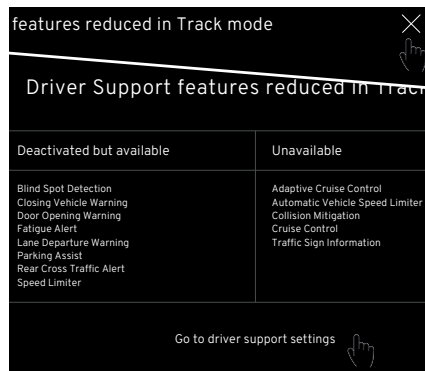 features reduced in Track mode
Driver Support features reduced in Track
Deactivated but available
Unavailable
Blind Spot Detection
Closing Vehicle Warning
Door Opening Warning
Fatigue Alert
Lane Departure Warning
Parking Assist
Rear Cross Traffic Alert
Speed Limiter
Adaptive Cruise Control
Automatic Vehicle Speed Limiter
Collision Mitigation
Cruise Control
Traffic Sign Information
Go to driver support settings